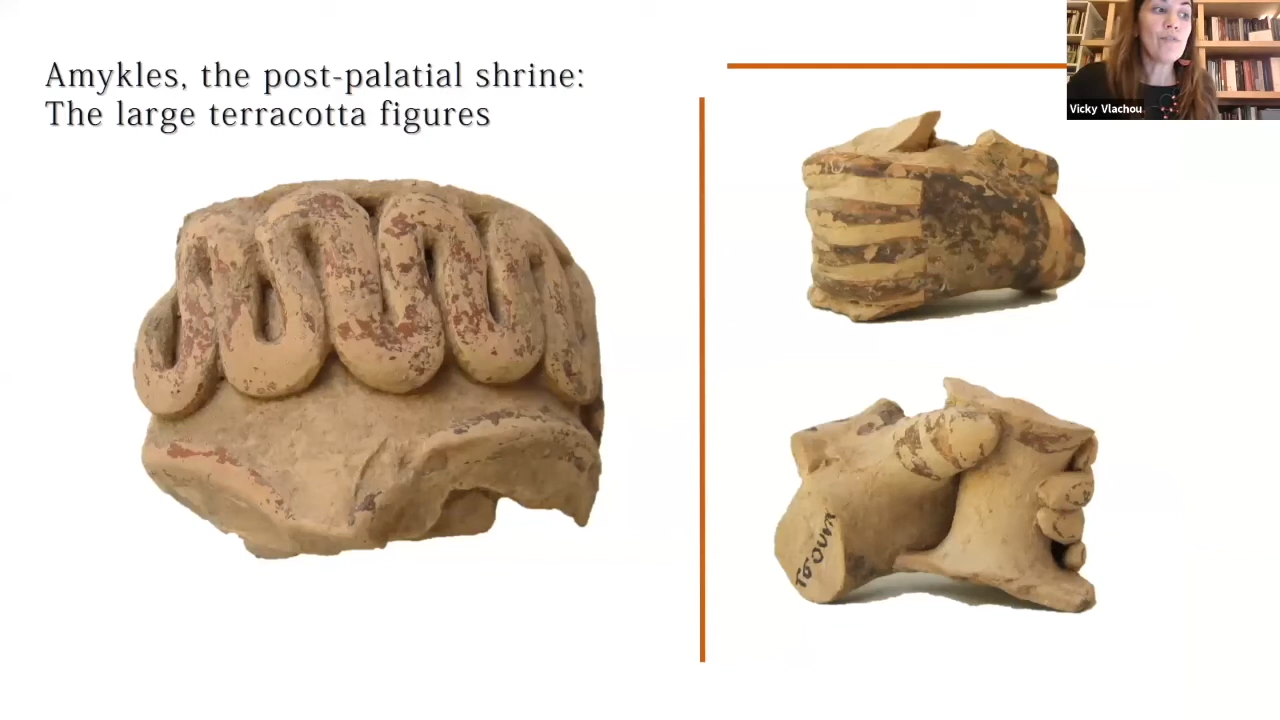 Amykles, the post-palatial shrine:
The large terracotta figures
Vicky Vlachou